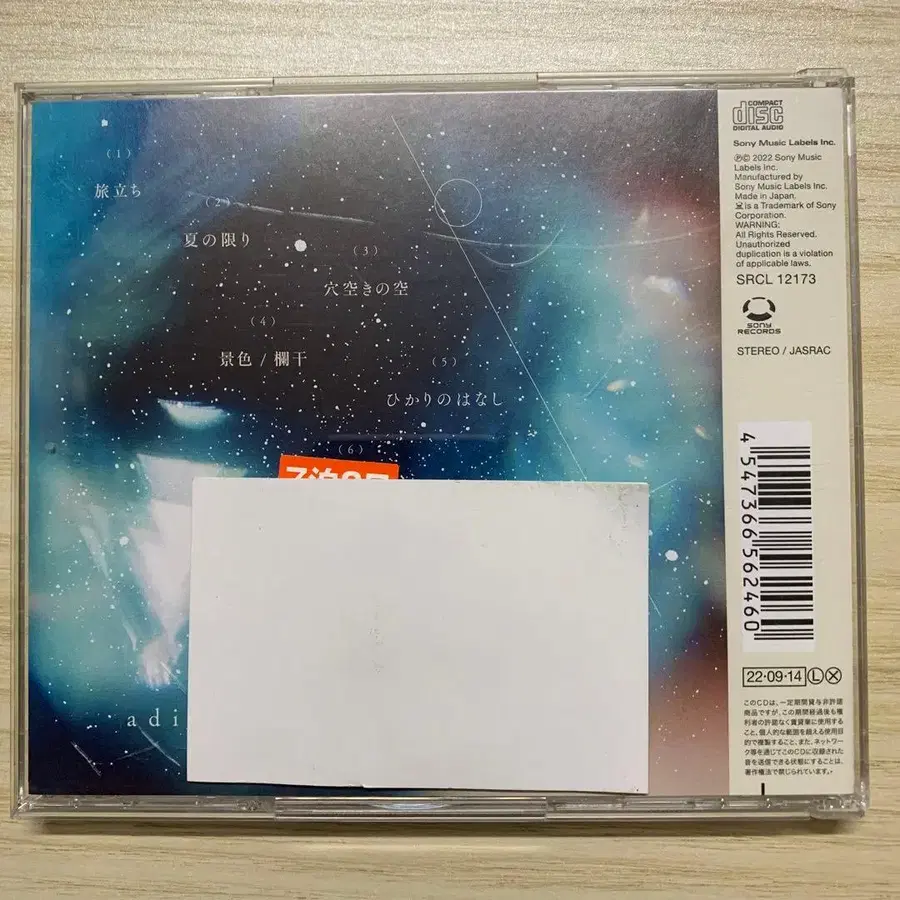 (1)
旅立ち
(2)
夏の限り
(3)
穴空きの空
(4)
景色 / 欄干
(5)
ひかりのはなし
(6)
adi
COMPACT
disc
DIGITAL AUDIO
Sony Music Labels Inc.
Ⓟ© 2022 Sony Music
Labels Inc.
Manufactured by
Sony Music Labels Inc.
Made in Japan.
is a Trademark of Sony
Corporation.
WARNING:
All Rights Reserved.
Unauthorized
duplication is a violation
of applicable laws.
SRCL 12173
SONY
RECORDS
STEREO / JASRAC
4547366562460
22・09・14 Ⓛ Ⓧ
このCDは、一定期間貸与非許諾
商品ですが、この期間経過後も権
利者の許諾なく賃貸業に使用する
こと、個人的な範囲を超える使用目
的で複製すること、また、ネットワー
ク等を通じてこのCDに収録された
音を送信できる状態にすることは、
著作権法で禁じられています。